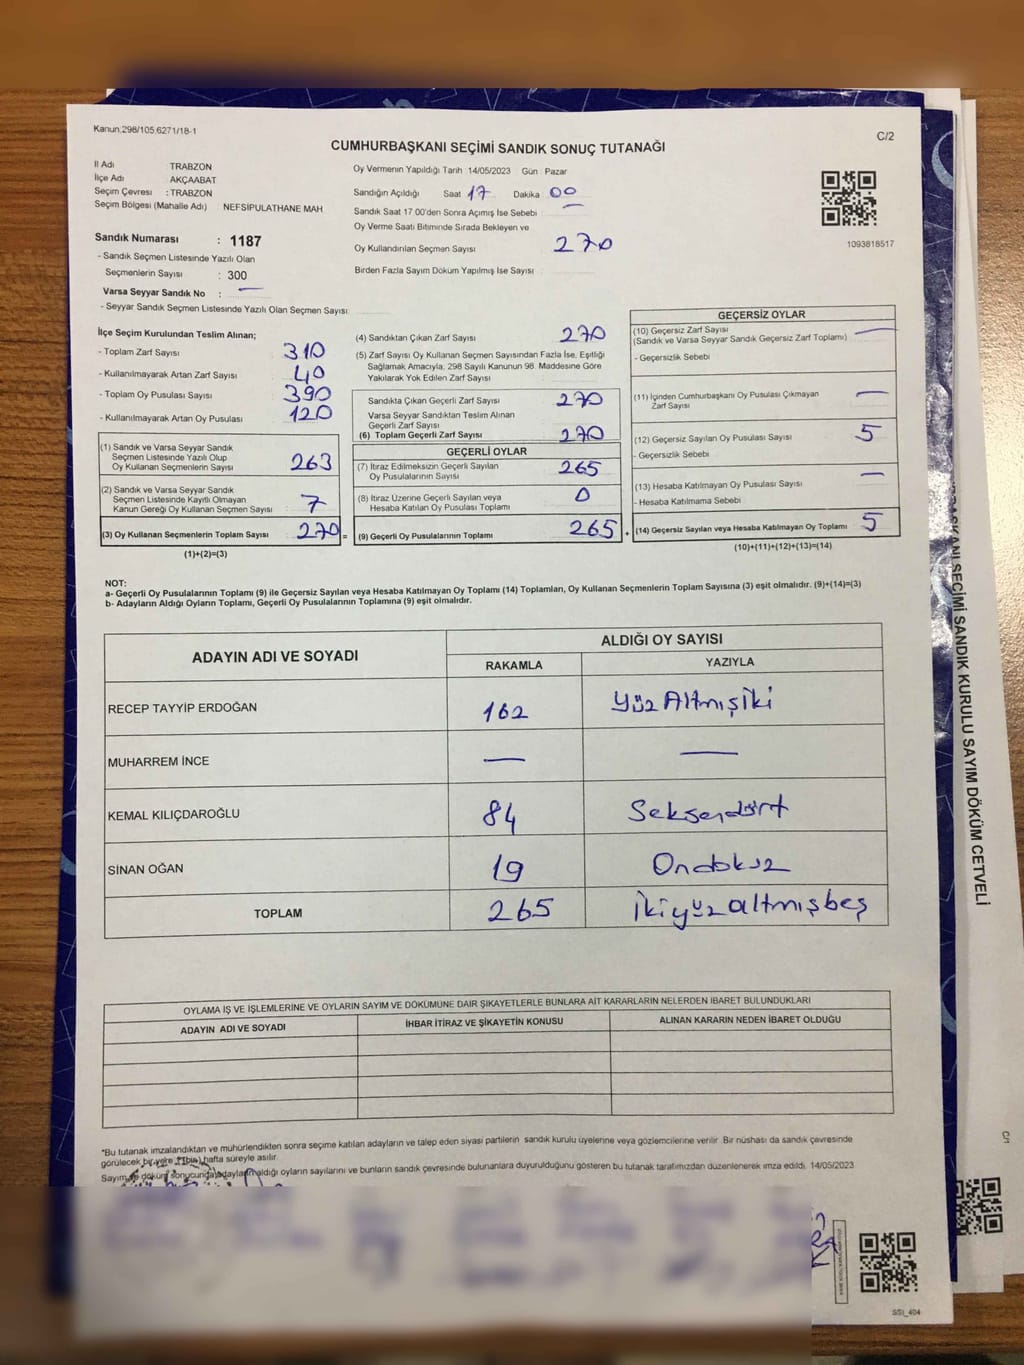 Kanun.298/105.6271/18-1
C/2
CUMHURBAŞKANI SEÇİMİ SANDIK SONUÇ TUTANAĞI
İl Adı TRABZON
İlçe Adı AKÇAABAT
Seçim Çevresi : TRABZON
Seçim Bölgesi (Mahalle Adı) NEFSİPULATHANE MAH
Sandık Numarası : 1187
- Sandık Seçmen Listesinde Yazılı Olan
Seçmenlerin Sayısı : 300
Varsa Seyyar Sandık No : —
- Seyyar Sandık Seçmen Listesinde Yazılı Olan Seçmen Sayısı
Oy Vermenin Yapıldığı Tarih 14/05/2023 Gün : Pazar
Sandığın Açıldığı Saat 17 Dakika 00
Sandık Saat 17 00'den Sonra Açımış İse Sebebi —
Oy Verme Saati Bitiminde Sırada Bekleyen ve
Oy Kullandırılan Seçmen Sayısı 270
Birden Fazla Sayım Döküm Yapılmış İse Sayısı
1093818517
İlçe Seçim Kurulundan Teslim Alınan;
- Toplam Zarf Sayısı 310
- Kullanılmayarak Artan Zarf Sayısı 40
- Toplam Oy Pusulası Sayısı 390
- Kullanılmayarak Artan Oy Pusulası 120
(1) Sandık ve Varsa Seyyar Sandık
Seçmen Listesinde Yazılı Olup
Oy Kullanan Seçmenlerin Sayısı 263
(2) Sandık ve Varsa Seyyar Sandık
Seçmen Listesinde Kayıtlı Olmayan
Kanun Gereği Oy Kullanan Seçmen Sayısı 7
(3) Oy Kullanan Seçmenlerin Toplam Sayısı 270 =
(1)+(2)=(3)
(4) Sandıktan Çıkan Zarf Sayısı 270
(5) Zarf Sayısı Oy Kullanan Seçmen Sayısından Fazla İse, Eşitliği
Sağlamak Amacıyla, 298 Sayılı Kanunun 98. Maddesine Göre
Yakılarak Yok Edilen Zarf Sayısı
Sandıkta Çıkan Geçerli Zarf Sayısı 270
Varsa Seyyar Sandıktan Teslim Alınan
Geçerli Zarf Sayısı
(6) Toplam Geçerli Zarf Sayısı 270
GEÇERLİ OYLAR
(7) İtiraz Edilmeksizin Geçerli Sayılan
Oy Pusulalarının Sayısı 265
(8) İtiraz Üzerine Geçerli Sayılan veya
Hesaba Katılan Oy Pusulası Toplamı 0
(9) Geçerli Oy Pusulalarının Toplamı 265 +
GEÇERSİZ OYLAR
(10) Geçersiz Zarf Sayısı —
(Sandık ve Varsa Seyyar Sandık Geçersiz Zarf Toplamı)
- Geçersizlik Sebebi
(11) İçinden Cumhurbaşkanı Oy Pusulası Çıkmayan
Zarf Sayısı —
(12) Geçersiz Sayılan Oy Pusulası Sayısı 5
- Geçersizlik Sebebi
(13) Hesaba Katılmayan Oy Pusulası Sayısı —
- Hesaba Katılmama Sebebi
(14) Geçersiz Sayılan veya Hesaba Katılmayan Oy Toplamı 5
(10)+(11)+(12)+(13)=(14)
NOT:
a- Geçerli Oy Pusulalarının Toplamı (9) ile Geçersiz Sayılan veya Hesaba Katılmayan Oy Toplamı (14) Toplamları, Oy Kullanan Seçmenlerin Toplam Sayısına (3) eşit olmalıdır. (9)+(14)=(3)
b- Adayların Aldığı Oyların Toplamı, Geçerli Oy Pusulalarının Toplamına (9) eşit olmalıdır.
ADAYIN ADI VE SOYADI ALDIĞI OY SAYISI
RAKAMLA YAZIYLA
RECEP TAYYİP ERDOĞAN 162 YüzAltmışİki
MUHARREM İNCE — —
KEMAL KILIÇDAROĞLU 84 Seksendört
SİNAN OĞAN 19 Ondokuz
TOPLAM 265 İkiyüzaltmışbeş
OYLAMA İŞ VE İŞLEMLERİNE VE OYLARIN SAYIM VE DÖKÜMÜNE DAİR ŞİKAYETLERLE BUNLARA AİT KARARLARIN NELERDEN İBARET BULUNDUKLARI
ADAYIN ADI VE SOYADI İHBAR İTİRAZ VE ŞİKAYETİN KONUSU ALINAN KARARIN NEDEN İBARET OLDUĞU
*Bu tutanak imzalandıktan ve mühürlendikten sonra seçime katılan adayların ve talep eden siyasi partilerin sandık kurulu üyelerine veya gözlemcilerine verilir. Bir nüshası da sandık çevresinde
görülecek bir yere hafta süreyle asılır.
Sayım ve döküm sonucunda adayların aldığı oyların sayılarını ve bunların sandık çevresinde bulunanlara duyurulduğunu gösteren bu tutanak tarafımızdan düzenlenerek imza edildi. 14/05/2023
SSI_404
SEÇİMİ SANDIK KURULU SAYIM DÖKÜM CETVELİ